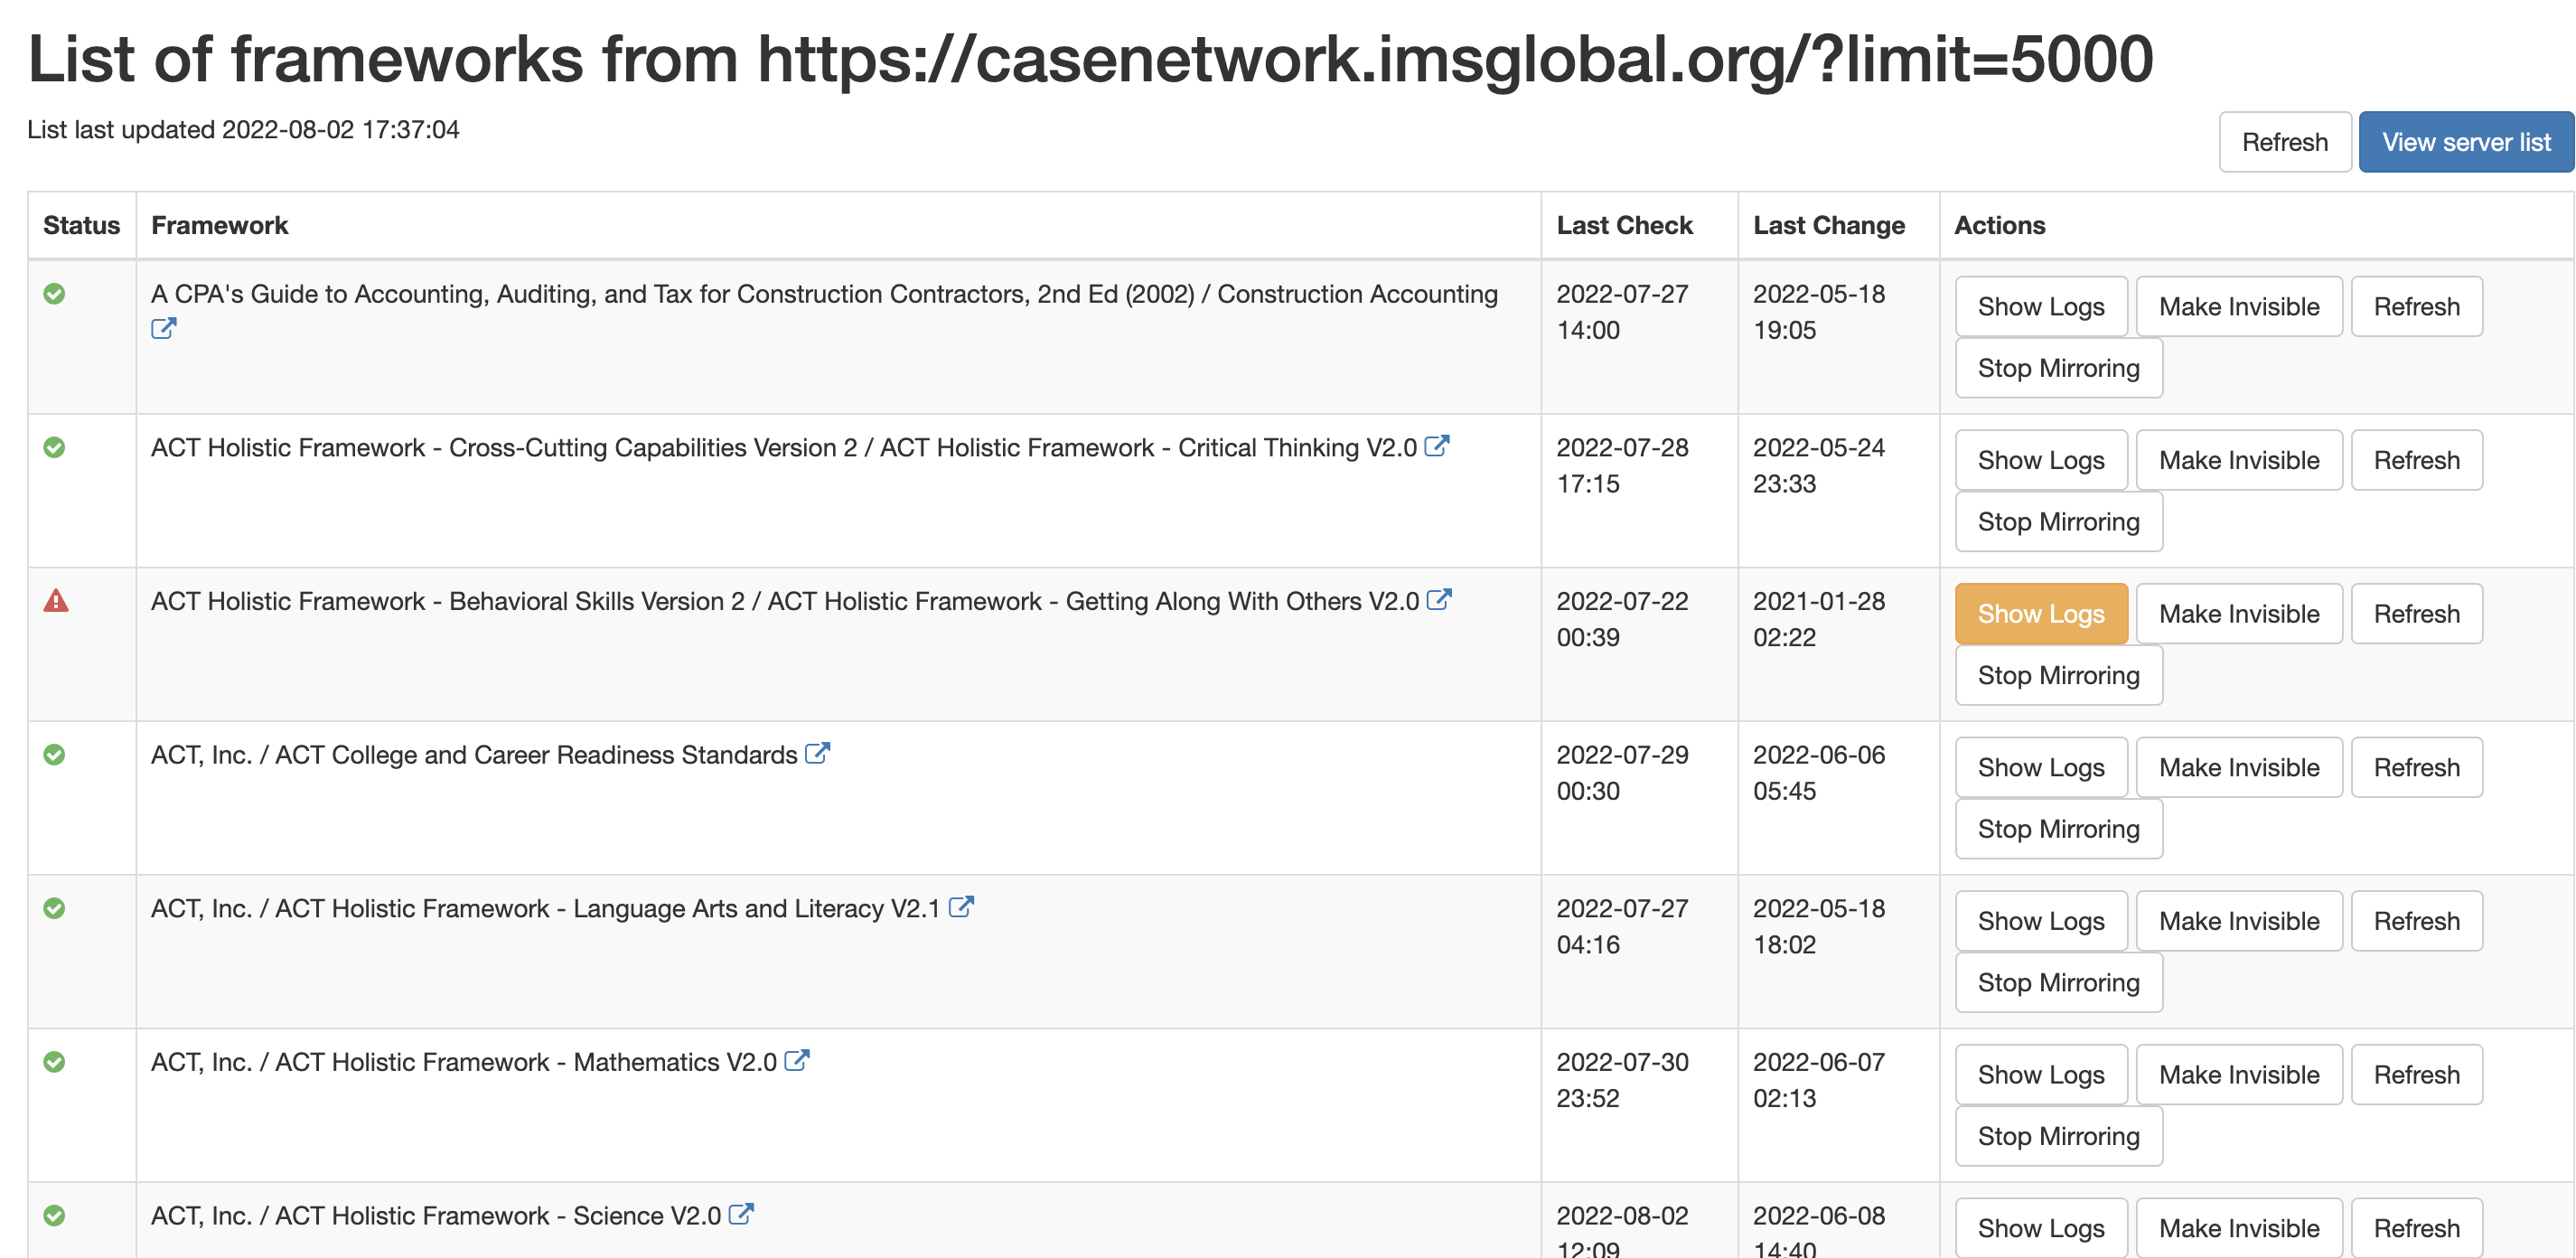 List of frameworks from https://casenetwork.imsglobal.org/?limit=5000
List last updated 2022-08-02 17:37:04
Refresh View server list
Status Framework Last Check Last Change Actions
A CPA's Guide to Accounting, Auditing, and Tax for Construction Contractors, 2nd Ed (2002) / Construction Accounting 2022-07-27 2022-05-18 Show Logs Make Invisible Refresh
14:00 19:05
Stop Mirroring
ACT Holistic Framework - Cross-Cutting Capabilities Version 2 / ACT Holistic Framework - Critical Thinking V2.0 2022-07-28 2022-05-24 Show Logs Make Invisible Refresh
17:15 23:33
Stop Mirroring
ACT Holistic Framework - Behavioral Skills Version 2 / ACT Holistic Framework - Getting Along With Others V2.0 2022-07-22 2021-01-28 Show Logs Make Invisible Refresh
00:39 02:22
Stop Mirroring
ACT, Inc. / ACT College and Career Readiness Standards 2022-07-29 2022-06-06 Show Logs Make Invisible Refresh
00:30 05:45
Stop Mirroring
ACT, Inc. / ACT Holistic Framework - Language Arts and Literacy V2.1 2022-07-27 2022-05-18 Show Logs Make Invisible Refresh
04:16 18:02
Stop Mirroring
ACT, Inc. / ACT Holistic Framework - Mathematics V2.0 2022-07-30 2022-06-07 Show Logs Make Invisible Refresh
23:52 02:13
Stop Mirroring
ACT, Inc. / ACT Holistic Framework - Science V2.0 2022-08-02 2022-06-08 Show Logs Make Invisible Refresh
12:09 14:40